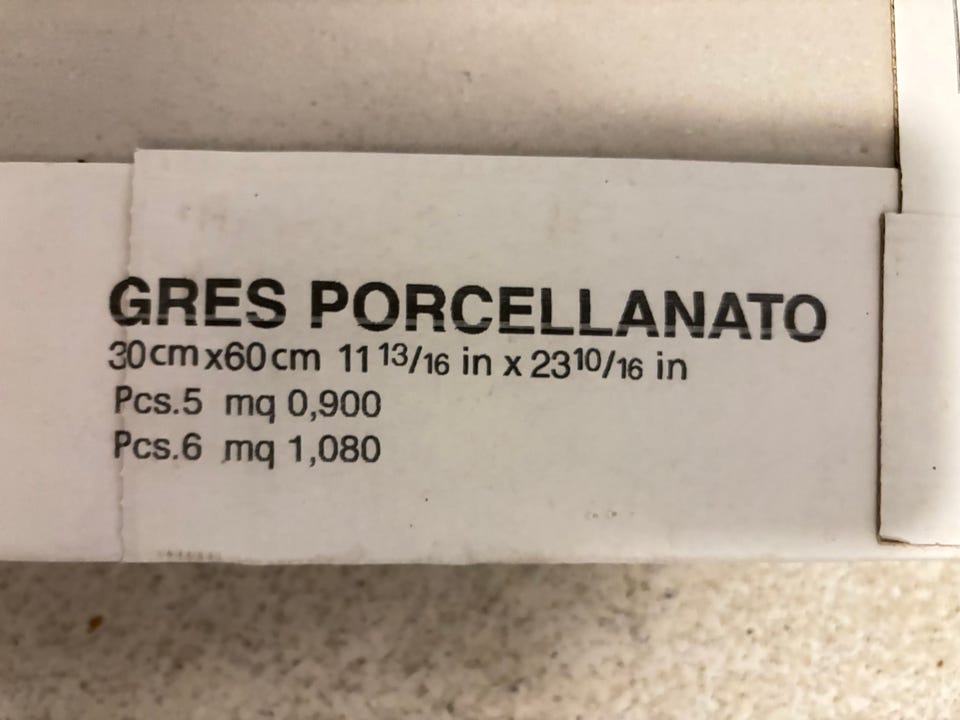 GRES PORCELLANATO
30cm x60cm 11 13/16 in x 23 10/16 in
Pcs.5 mq 0,900
Pcs.6 mq 1,080